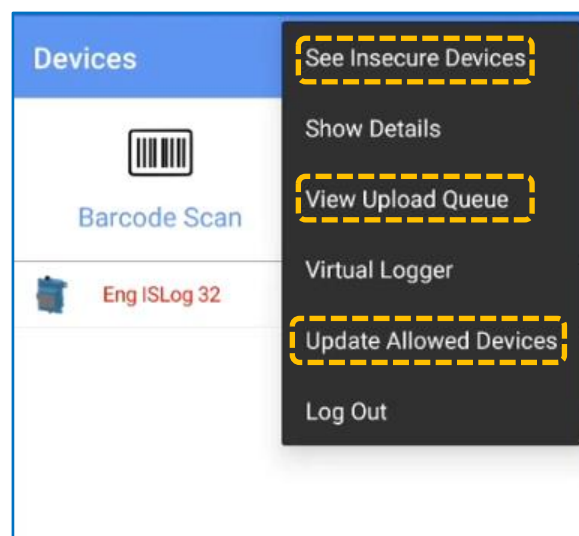 Devices
Barcode Scan
Eng ISLog 32
See Insecure Devices
Show Details
View Upload Queue
Virtual Logger
Update Allowed Devices
Log Out